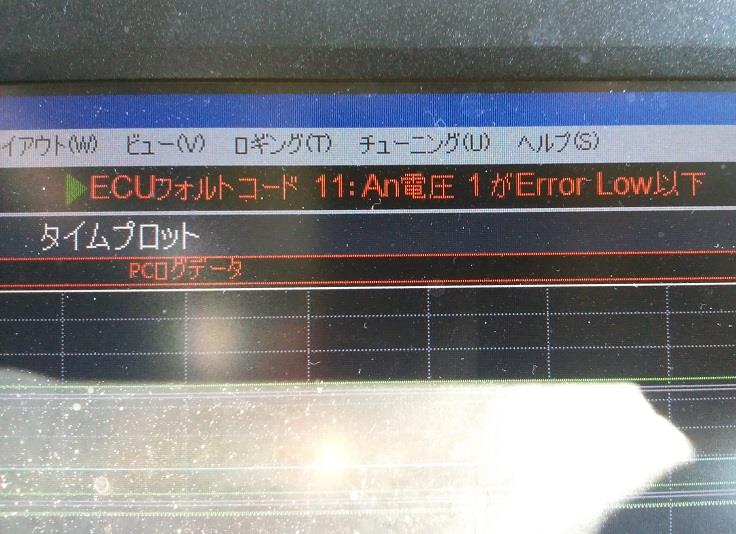 イアウト(W) ビュー(V) ロギング(T) チューニング(U) ヘルプ(S)
ECUフォルトコード 11: An電圧 1 がError Low以下
タイムプロット
PCログデータ